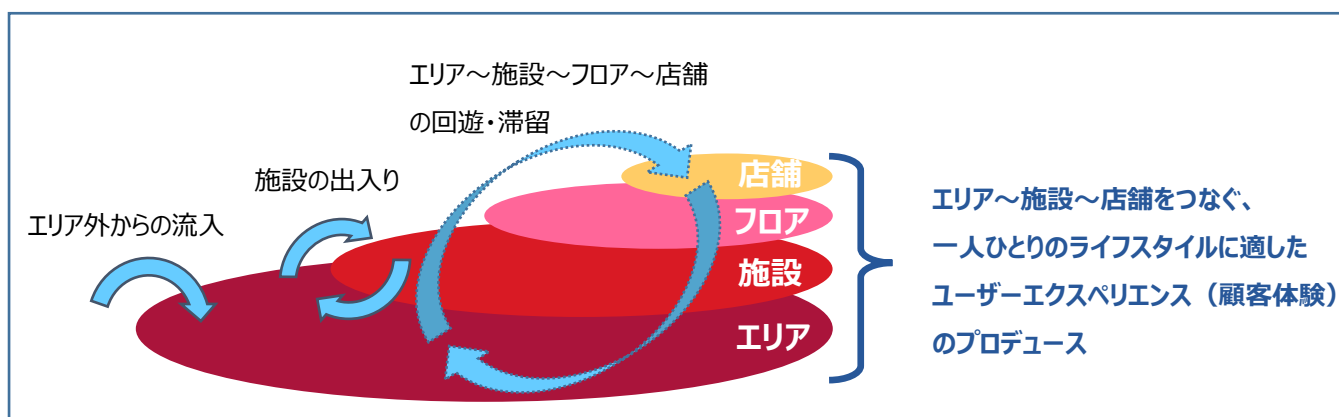 エリア～施設～フロア～店舗
の回遊・滞留
施設の出入り
エリア外からの流入
店舗
フロア
施設
エリア
エリア～施設～店舗をつなぐ、
一人ひとりのライフスタイルに適した
ユーザーエクスペリエンス（顧客体験）
のプロデュース